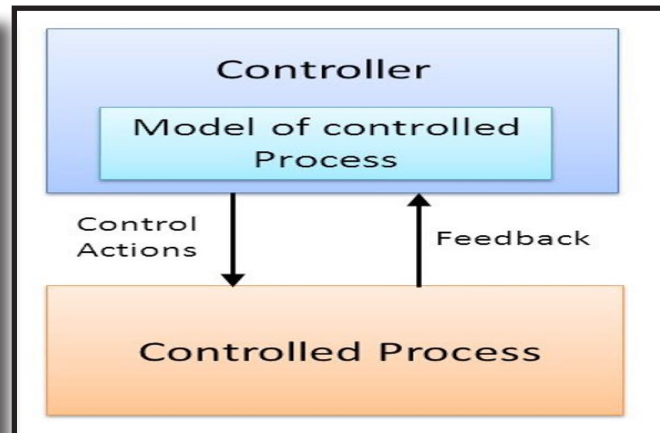 Controller
Model of controlled
Process
Control
Actions
Feedback
Controlled Process